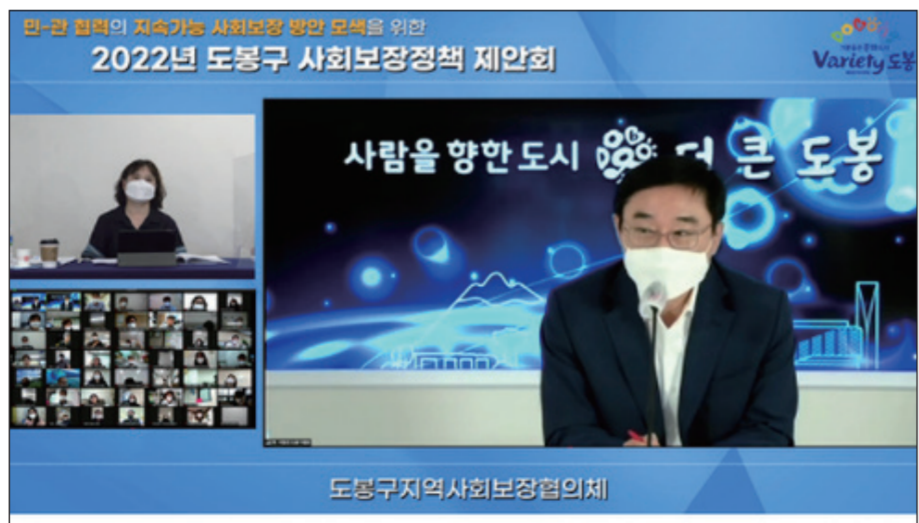 민-관 협력의 지속가능 사회보장 방안 모색을 위한
2022년 도봉구 사회보장정책 제안회
Variety 도봉
사람을 향한 도시 더 큰 도봉
도봉구지역사회보장협의체